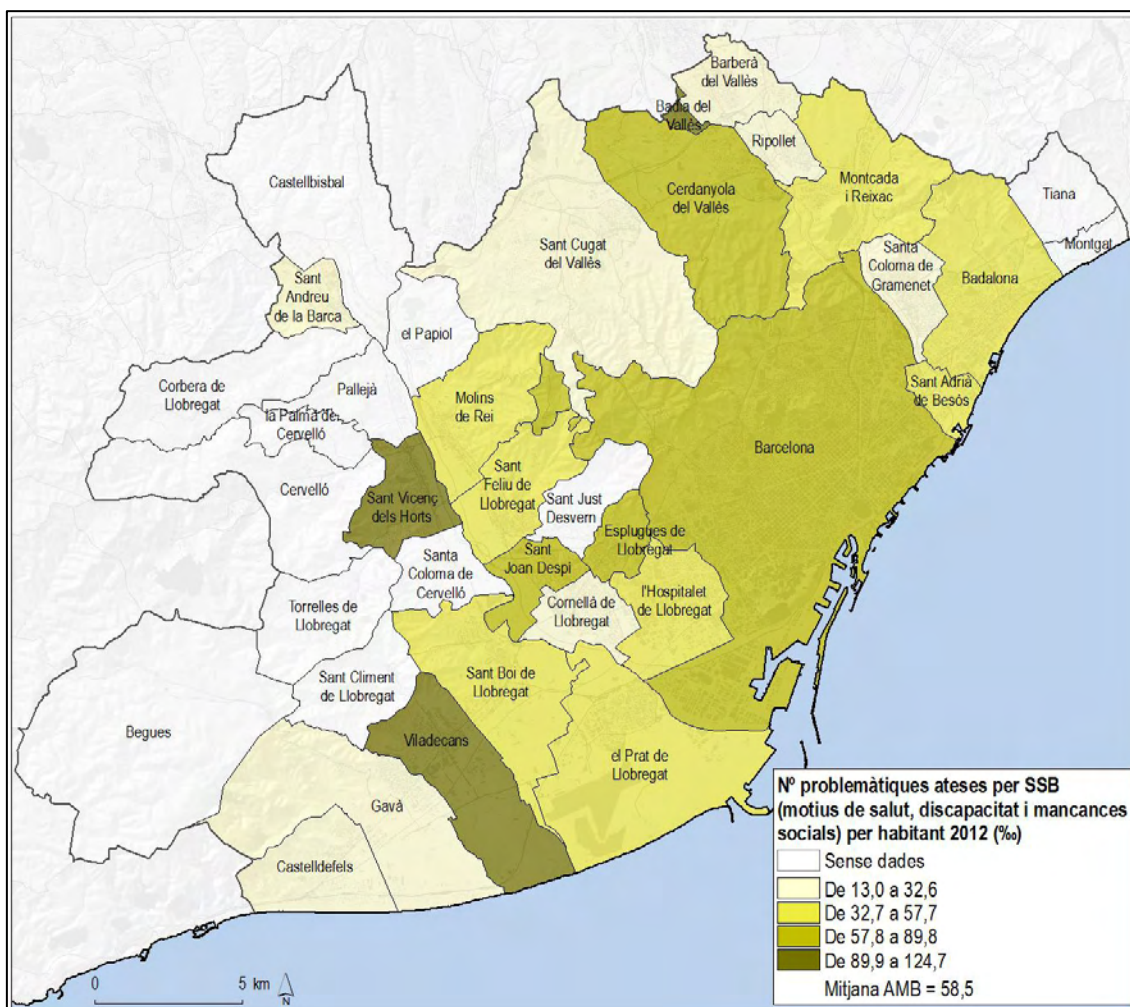 Barberà
del Vallès
Badia del
Vallès
Ripollet
Castellbisbal
Cerdanyola
del Vallès
Montcada
i Reixac
Tiana
Montgat
Sant Cugat
del Vallès
Santa
Coloma de
Gramenet
Badalona
Sant
Andreu
de la Barca
el Papiol
Corbera de
Llobregat
Pallejà
la Palma de
Cervelló
Molins
de Rei
Sant Adrià
de Besós
Barcelona
Cervelló
Sant Vicenç
dels Horts
Sant
Feliu de
Llobregat
Sant Just
Desvern
Esplugues de
Llobregat
Santa
Coloma de
Cervelló
Sant
Joan Despí
Torrelles de
Llobregat
Cornellà de
Llobregat
l'Hospitalet
de Llobregat
Sant Climent
de Llobregat
Sant Boi de
Llobregat
Begues
Viladecans
el Prat de
Llobregat
Gavà
Castelldefels
Nº problemàtiques ateses per SSB
(motius de salut, discapacitat i mancances
socials) per habitant 2012 (‰)
Sense dades
De 13,0 a 32,6
De 32,7 a 57,7
De 57,8 a 89,8
De 89,9 a 124,7
Mitjana AMB = 58,5
0 5 km
N